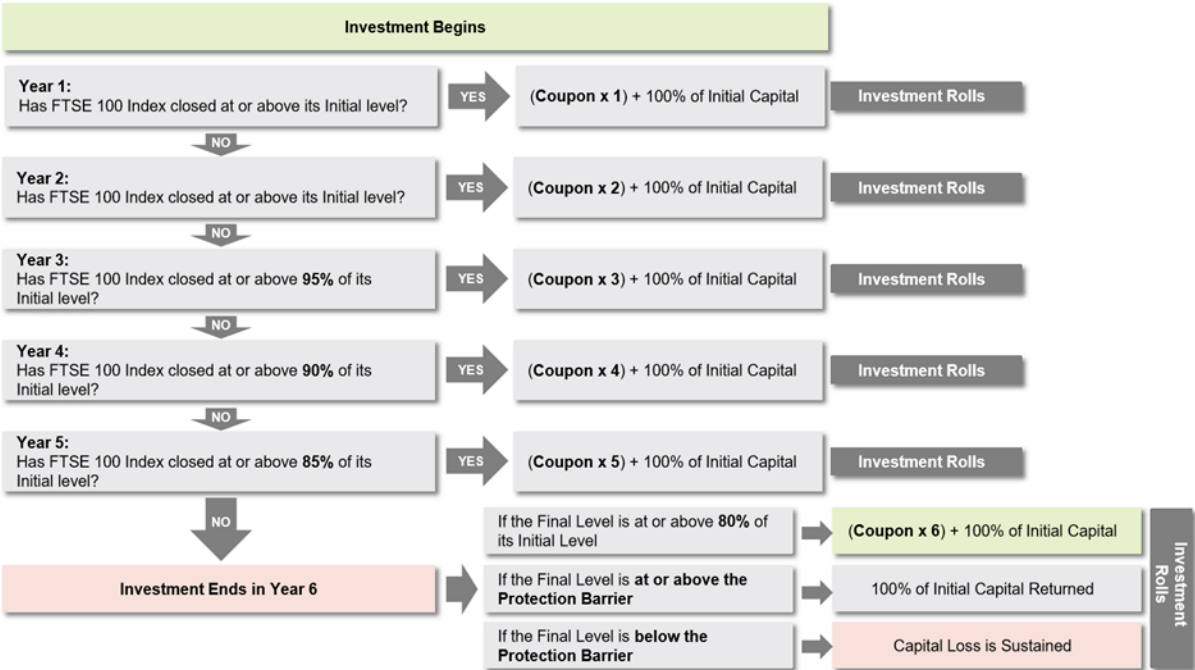 Investment Begins
Year 1:
Has FTSE 100 Index closed at or above its Initial level?
YES
(Coupon x 1) + 100% of Initial Capital
Investment Rolls
NO
Year 2:
Has FTSE 100 Index closed at or above its Initial level?
YES
(Coupon x 2) + 100% of Initial Capital
Investment Rolls
NO
Year 3:
Has FTSE 100 Index closed at or above 95% of its
Initial level?
YES
(Coupon x 3) + 100% of Initial Capital
Investment Rolls
NO
Year 4:
Has FTSE 100 Index closed at or above 90% of its
Initial level?
YES
(Coupon x 4) + 100% of Initial Capital
Investment Rolls
NO
Year 5:
Has FTSE 100 Index closed at or above 85% of its
Initial level?
YES
(Coupon x 5) + 100% of Initial Capital
Investment Rolls
NO
Investment Ends in Year 6
If the Final Level is at or above 80% of
its Initial Level
(Coupon x 6) + 100% of Initial Capital
If the Final Level is at or above the
Protection Barrier
100% of Initial Capital Returned
If the Final Level is below the
Protection Barrier
Capital Loss is Sustained
Investment
Rolls